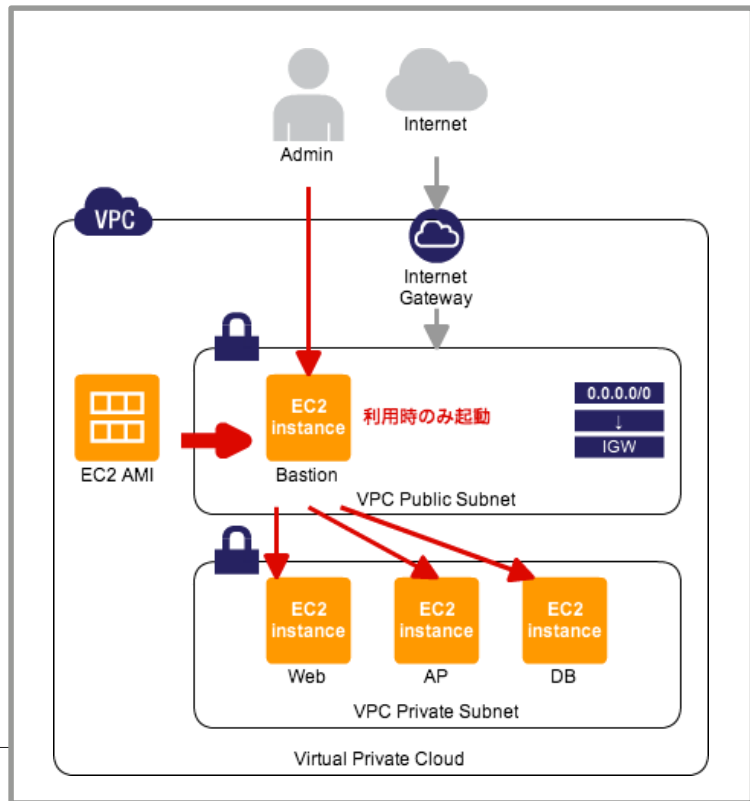 Admin
Internet
VPC
Internet
Gateway
EC2 AMI
EC2
instance
Bastion
利用時のみ起動
0.0.0.0/0
↓
IGW
VPC Public Subnet
EC2
instance
Web
EC2
instance
AP
EC2
instance
DB
VPC Private Subnet
Virtual Private Cloud